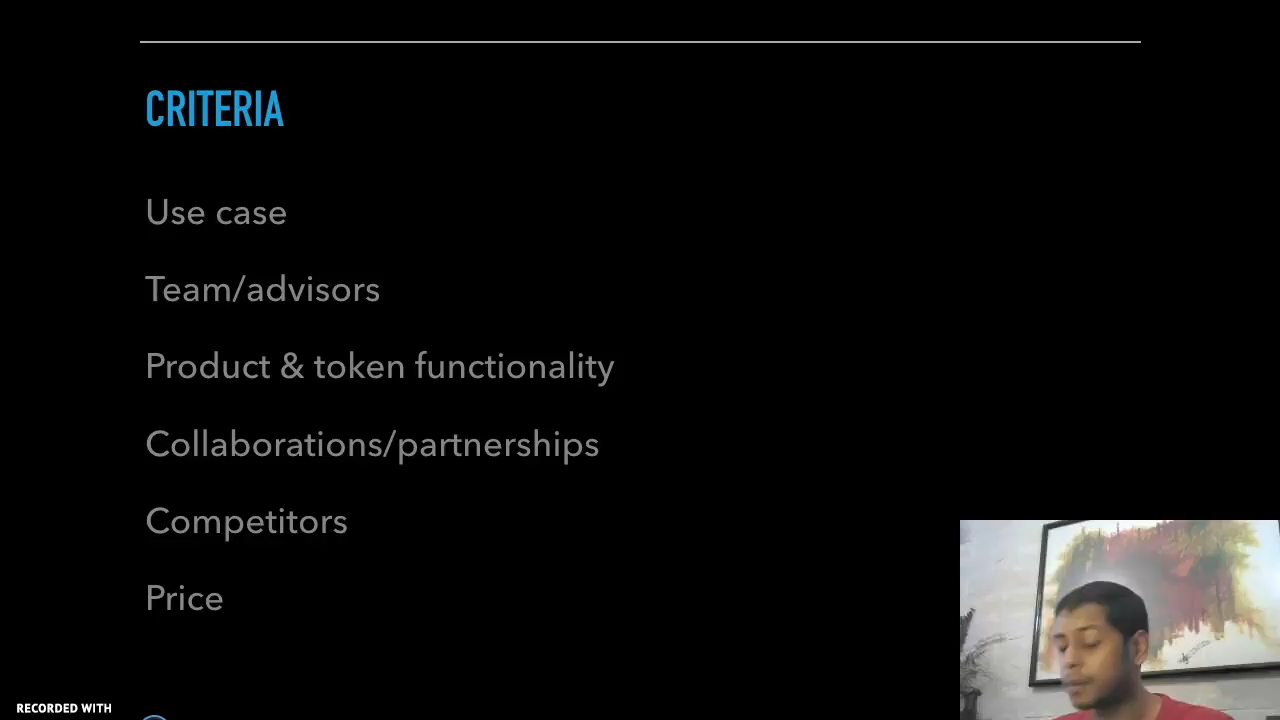 CRITERIA
Use case
Team/advisors
Product & token functionality
Collaborations/partnerships
Competitors
Price
RECORDED WITH